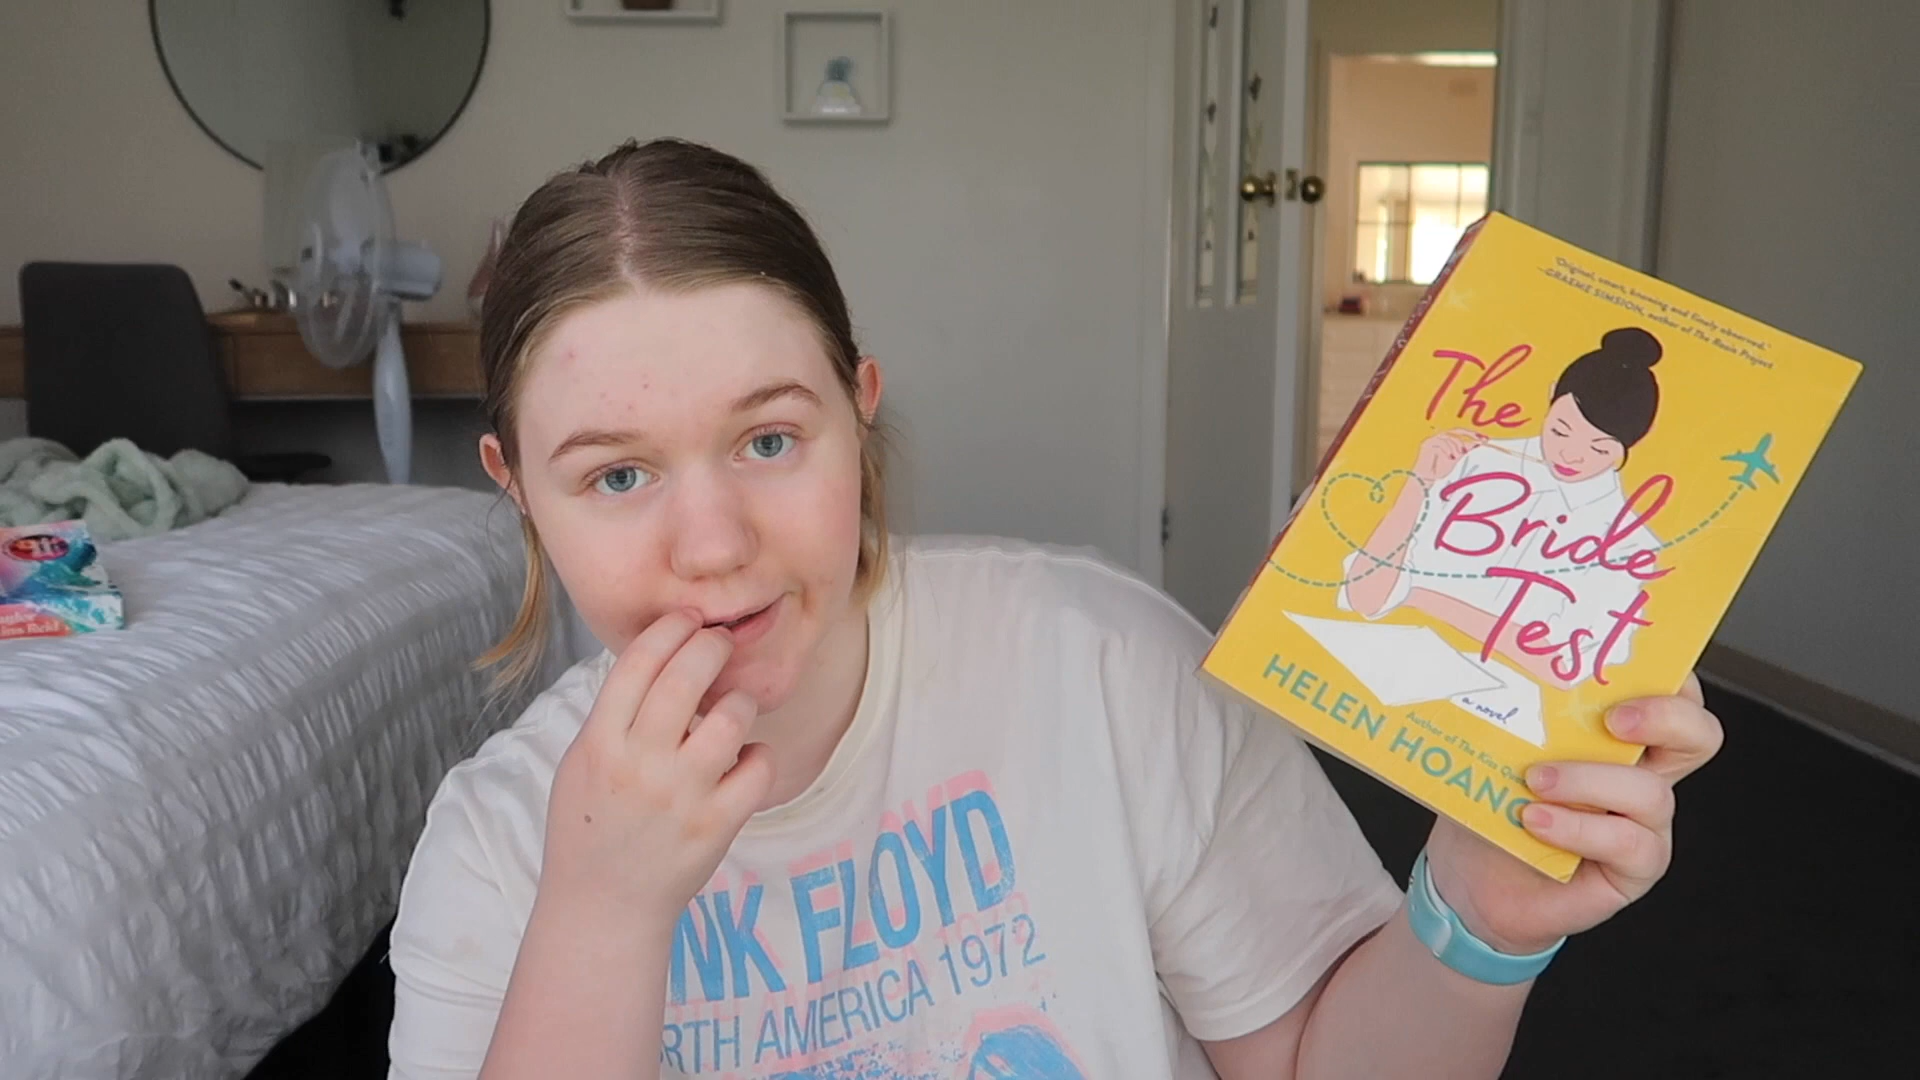 'Original, smart, knowing and finely observed.'
—GRAEME SIMSION, author of The Rosie Project
The
Bride
Test
a novel
HELEN HOANG
Author of The Kiss
NK FLOYD
RTH AMERICA 1972